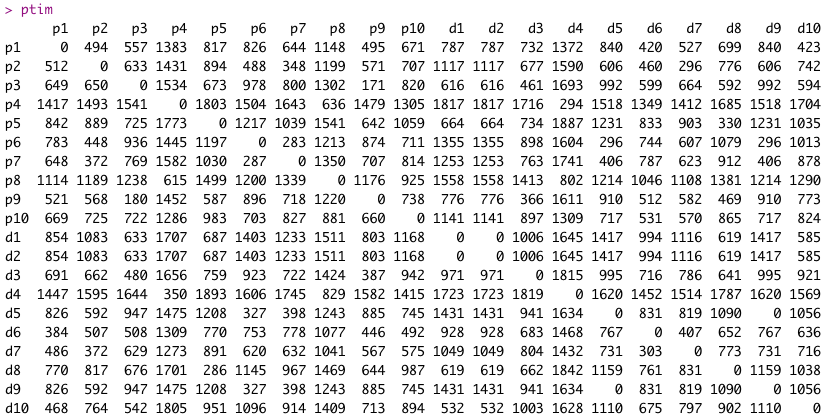 > ptim
p1 p2 p3 p4 p5 p6 p7 p8 p9 p10 d1 d2 d3 d4 d5 d6 d7 d8 d9 d10
p1 0 494 557 1383 817 826 644 1148 495 671 787 787 732 1372 840 420 527 699 840 423
p2 512 0 633 1431 894 488 348 1199 571 707 1117 1117 677 1590 606 460 296 776 606 742
p3 649 650 0 1534 673 978 800 1302 171 820 616 616 461 1693 992 599 664 592 992 594
p4 1417 1493 1541 0 1803 1504 1643 636 1479 1305 1817 1817 1716 294 1518 1349 1412 1685 1518 1704
p5 842 889 725 1773 0 1217 1039 1541 642 1059 664 664 734 1887 1231 833 903 330 1231 1035
p6 783 448 936 1445 1197 0 283 1213 874 711 1355 1355 898 1604 296 744 607 1079 296 1013
p7 648 372 769 1582 1030 287 0 1350 707 814 1253 1253 763 1741 406 787 623 912 406 878
p8 1114 1189 1238 615 1499 1200 1339 0 1176 925 1558 1558 1413 802 1214 1046 1108 1381 1214 1290
p9 521 568 180 1452 587 896 718 1220 0 738 776 776 366 1611 910 512 582 469 910 773
p10 669 725 722 1286 983 703 827 881 660 0 1141 1141 897 1309 717 531 570 865 717 824
d1 854 1083 633 1707 687 1403 1233 1511 803 1168 0 0 1006 1645 1417 994 1116 619 1417 585
d2 854 1083 633 1707 687 1403 1233 1511 803 1168 0 0 1006 1645 1417 994 1116 619 1417 585
d3 691 662 480 1656 759 923 722 1424 387 942 971 971 0 1815 995 716 786 641 995 921
d4 1447 1595 1644 350 1893 1606 1745 829 1582 1415 1723 1723 1819 0 1620 1452 1514 1787 1620 1569
d5 826 592 947 1475 1208 327 398 1243 885 745 1431 1431 941 1634 0 831 819 1090 0 1056
d6 384 507 508 1309 770 753 778 1077 446 492 928 928 683 1468 767 0 407 652 767 636
d7 486 372 629 1273 891 620 632 1041 567 575 1049 1049 804 1432 731 303 0 773 731 716
d8 770 817 676 1701 286 1145 967 1469 644 987 619 619 662 1842 1159 761 831 0 1159 1038
d9 826 592 947 1475 1208 327 398 1243 885 745 1431 1431 941 1634 0 831 819 1090 0 1056
d10 468 764 542 1805 951 1096 914 1409 713 894 532 532 1003 1628 1110 675 797 902 1110 0